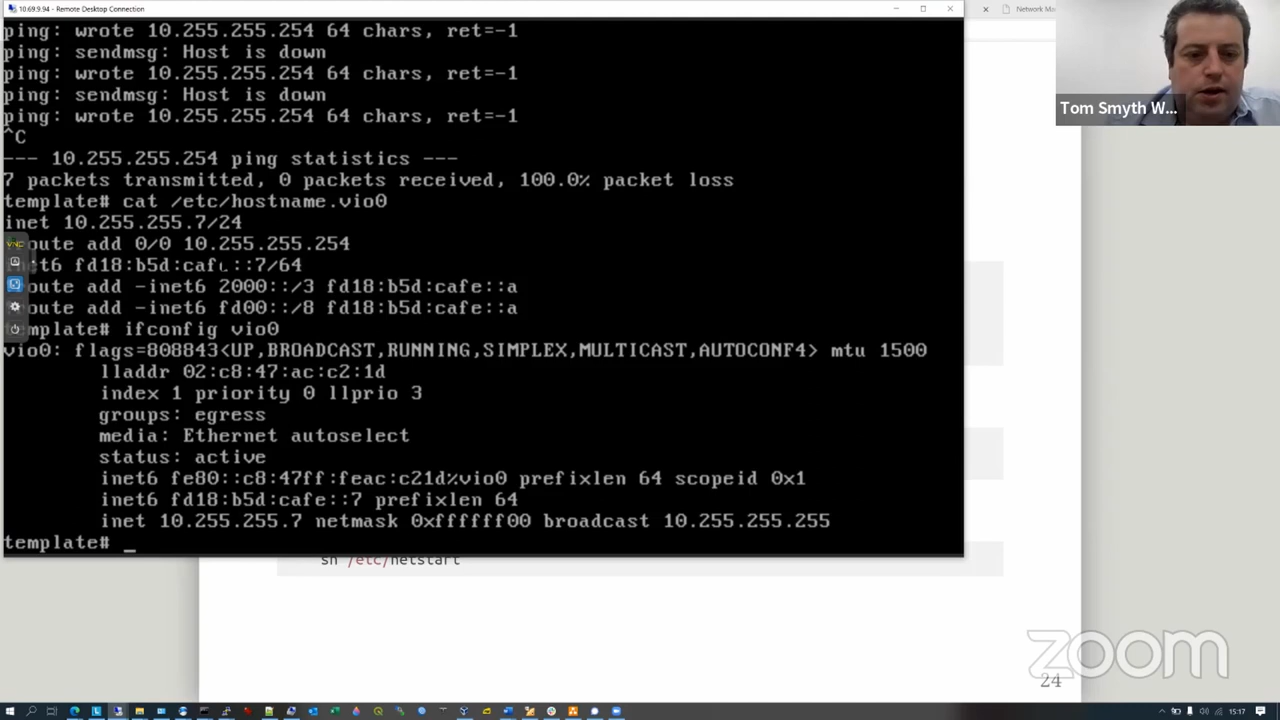 10.69.9.94 - Remote Desktop Connection
Network Ma
ping: wrote 10.255.255.254 64 chars, ret=-1
ping: sendmsg: Host is down
ping: wrote 10.255.255.254 64 chars, ret=-1
ping: sendmsg: Host is down
ping: wrote 10.255.255.254 64 chars, ret=-1
^C
--- 10.255.255.254 ping statistics ---
7 packets transmitted, 0 packets received, 100.0% packet loss
template# cat /etc/hostname.vio0
inet 10.255.255.7/24
oute add 0/0 10.255.255.254
et6 fd18:b5d:cafe::7/64
oute add -inet6 2000::/3 fd18:b5d:cafe::a
oute add -inet6 fd00::/8 fd18:b5d:cafe::a
template# ifconfig vio0
vio0: flags=808843<UP,BROADCAST,RUNNING,SIMPLEX,MULTICAST,AUTOCONF4> mtu 1500
lladdr 02:c8:47:ac:c2:1d
index 1 priority 0 llprio 3
groups: egress
media: Ethernet autoselect
status: active
inet6 fe80::c8:47ff:feac:c21d%vio0 prefixlen 64 scopeid 0x1
inet6 fd18:b5d:cafe::7 prefixlen 64
inet 10.255.255.7 netmask 0xffffff00 broadcast 10.255.255.255
template# _
VNC
Tom Smyth W...
sh /etc/netstart
zoom
24
15:17